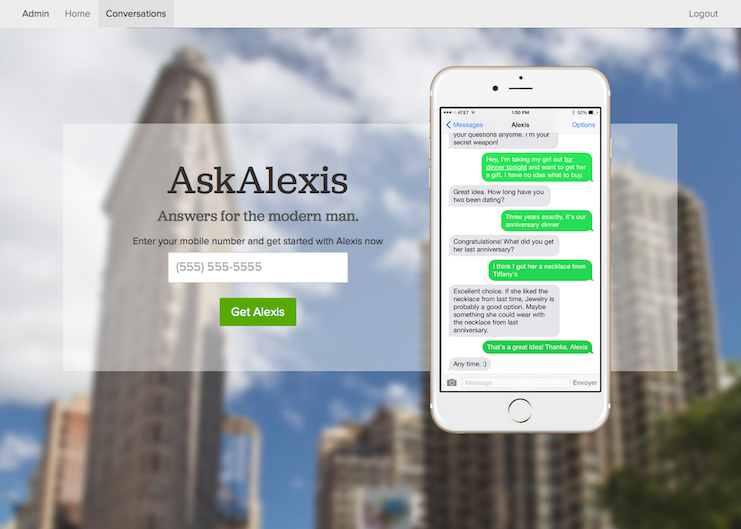 Admin Home Conversations Logout
AskAlexis
Answers for the modern man.
Enter your mobile number and get started with Alexis now
(555) 555-5555
Get Alexis
AT&T 1:50 PM 52%
Messages Alexis Options
your questions anytime. I'm your
secret weapon!
Hey, I'm taking my girl out for
dinner tonight and want to get her
a gift. I have no idea what to buy.
Great idea. How long have you
two been dating?
Three years exactly, it's our
anniversary dinner
Congratulations! What did you get
her last anniversary?
I think I got her a necklace from
Tiffany's
Excellent choice. If she liked the
necklace from last time, Jewelry is
probably a good option. Maybe
something she could wear with
the necklace from last
anniversary.
That's a great idea! Thanks, Alexis
Any time. :)
Message Envoyer